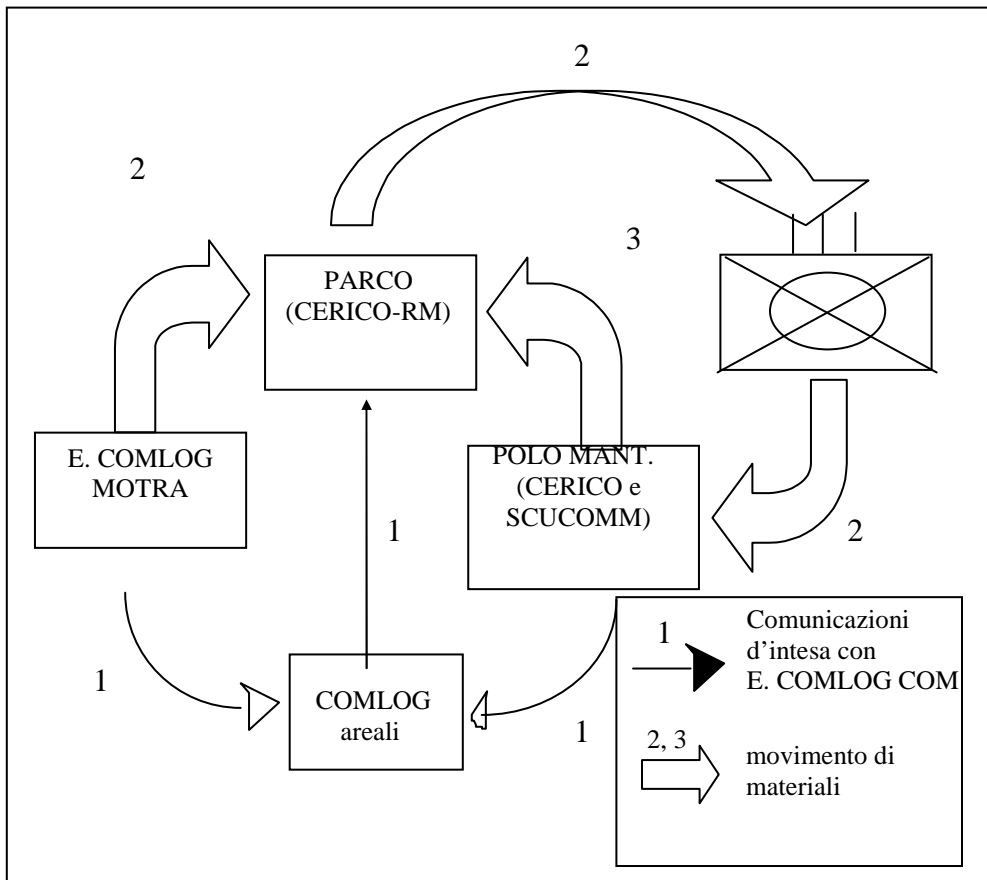 2
2
3
PARCO
(CERICO-RM)
E. COMLOG
MOTRA
POLO MANT.
(CERICO e
SCUCOMM)
1
2
1
COMLOG
areali
1
1
Comunicazioni
d’intesa con
E. COMLOG COM
2, 3
movimento di
materiali